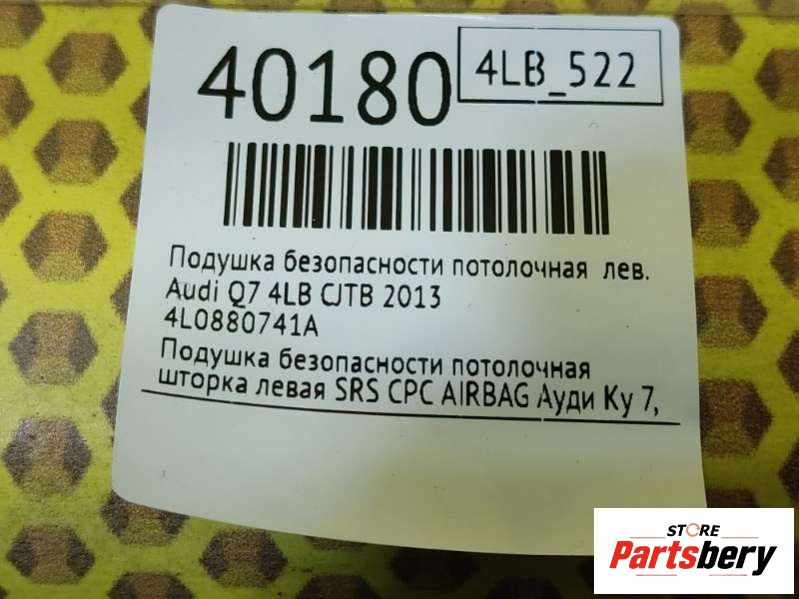 40180
4LB_522
Подушка безопасности потолочная лев.
Audi Q7 4LB CJTB 2013
4L0880741A
Подушка безопасности потолочная
шторка левая SRS СРС AIRBAG Ауди Ку 7,
STORE
Partsbery